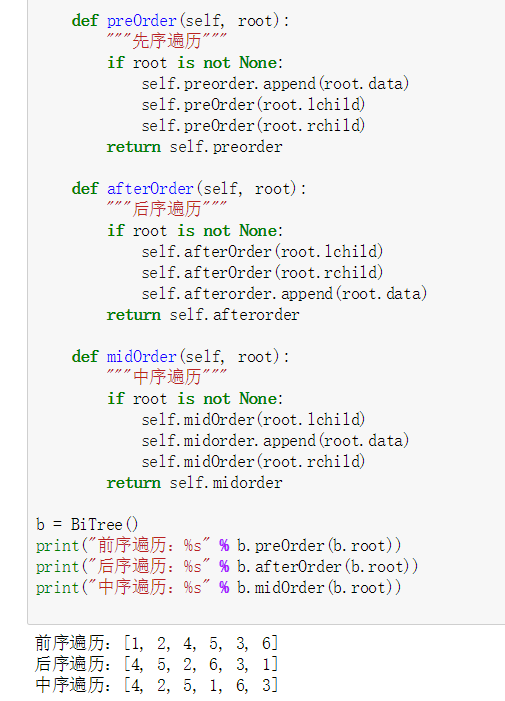 def preOrder(self, root):
"""先序遍历"""
if root is not None:
self.preorder.append(root.data)
self.preOrder(root.lchild)
self.preOrder(root.rchild)
return self.preorder
def afterOrder(self, root):
"""后序遍历"""
if root is not None:
self.afterOrder(root.lchild)
self.afterOrder(root.rchild)
self.afterorder.append(root.data)
return self.afterorder
def midOrder(self, root):
"""中序遍历"""
if root is not None:
self.midOrder(root.lchild)
self.midorder.append(root.data)
self.midOrder(root.rchild)
return self.midorder
b = BiTree()
print("前序遍历：%s" % b.preOrder(b.root))
print("后序遍历：%s" % b.afterOrder(b.root))
print("中序遍历：%s" % b.midOrder(b.root))
前序遍历：[1, 2, 4, 5, 3, 6]
后序遍历：[4, 5, 2, 6, 3, 1]
中序遍历：[4, 2, 5, 1, 6, 3]